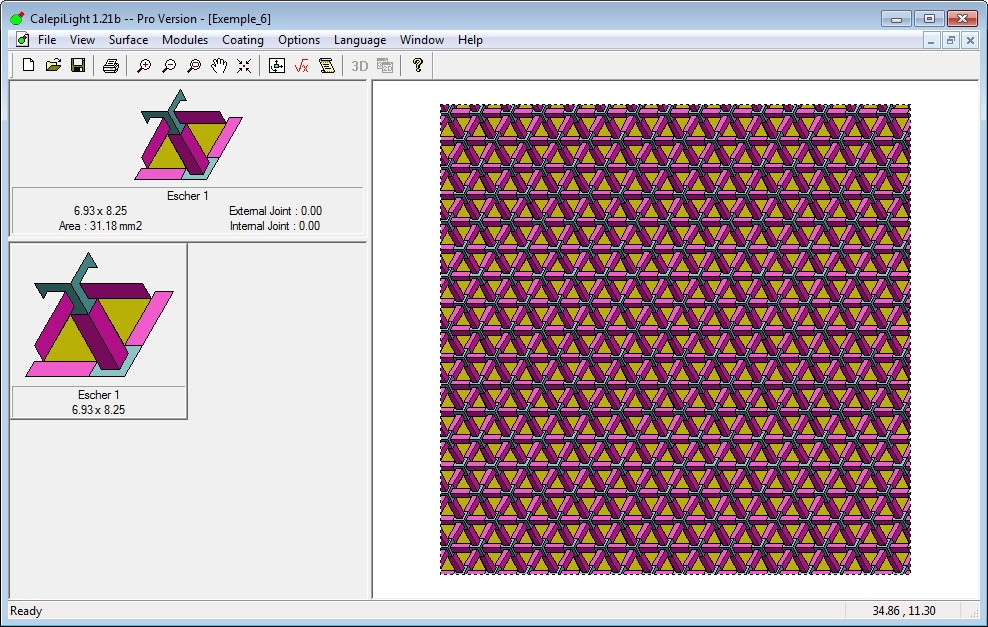 CalepiLight 1.21b -- Pro Version - [Exemple_6]
File View Surface Modules Coating Options Language Window Help
3D
Escher 1
6.93 x 8.25 External Joint : 0.00
Area : 31.18 mm2 Internal Joint : 0.00
Escher 1
6.93 x 8.25
Ready 34.86 , 11.30